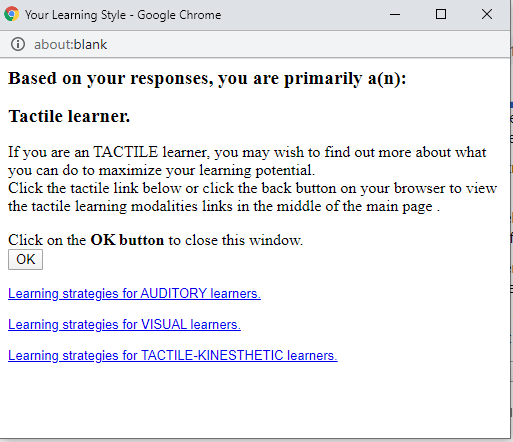 Your Learning Style - Google Chrome
about:blank
Based on your responses, you are primarily a(n):
Tactile learner.
If you are an TACTILE learner, you may wish to find out more about what
you can do to maximize your learning potential.
Click the tactile link below or click the back button on your browser to view
the tactile learning modalities links in the middle of the main page .
Click on the OK button to close this window.
OK
Learning strategies for AUDITORY learners.
Learning strategies for VISUAL learners.
Learning strategies for TACTILE-KINESTHETIC learners.